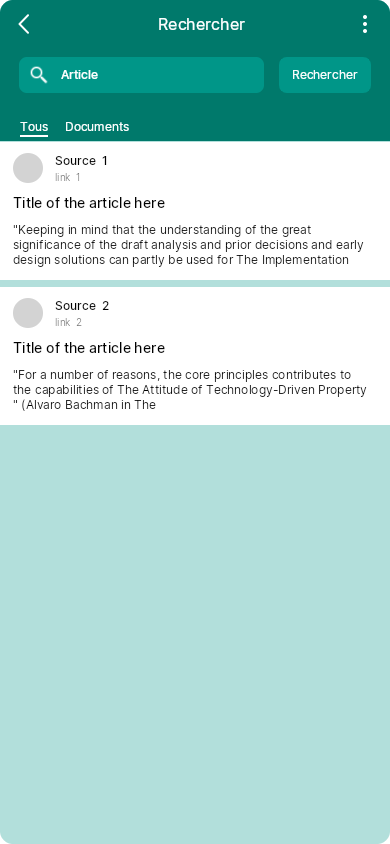 Rechercher
Article
Rechercher
Tous Documents
Source 1
link 1
Title of the article here
"Keeping in mind that the understanding of the great
significance of the draft analysis and prior decisions and early
design solutions can partly be used for The Implementation
Source 2
link 2
Title of the article here
"For a number of reasons, the core principles contributes to
the capabilities of The Attitude of Technology-Driven Property
" (Alvaro Bachman in The